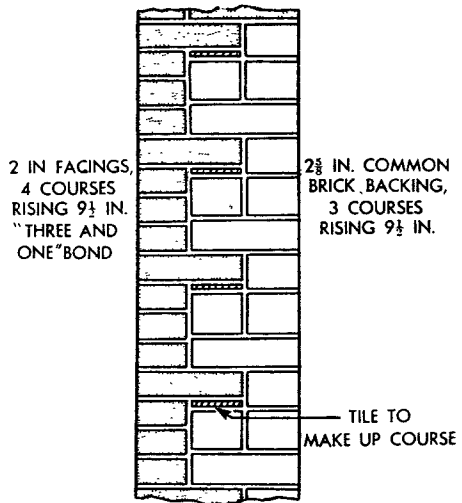 2 IN FACINGS,
4 COURSES
RISING 9½ IN.
"THREE AND
ONE" BOND
2⅝ IN. COMMON
BRICK BACKING,
3 COURSES
RISING 9½ IN.
TILE TO
MAKE UP COURSE